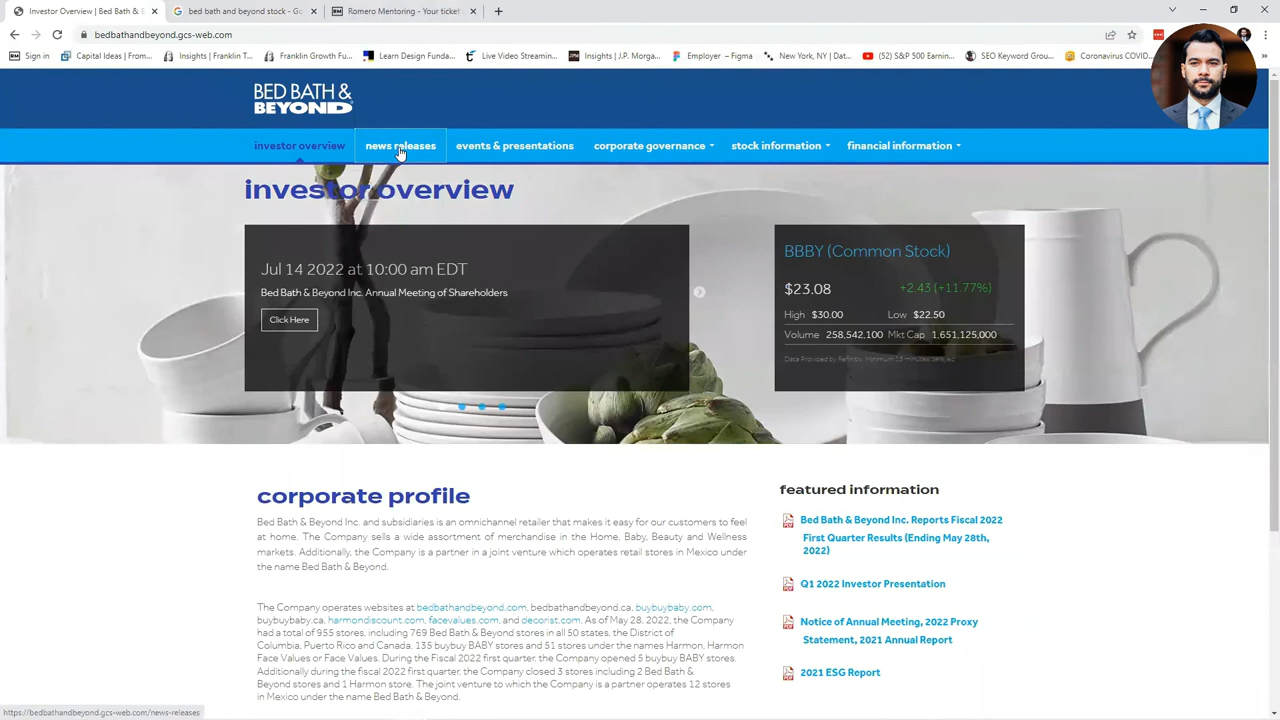 Investor Overview | Bed Bath & B
bed bath and beyond stock - Go
Romero Mentoring - Your ticket
bedbathandbeyond.gcs-web.com
Sign in
Capital Ideas | From...
Insights | Franklin T...
Franklin Growth Fu...
Learn Design Funda...
Live Video Streamin...
Insights | J.P. Morga...
Employer – Figma
New York, NY | Dat...
(52) S&P 500 Earnin...
SEO Keyword Grou...
Coronavirus COVID...
BED BATH &
BEYOND
investor overview
news releases
events & presentations
corporate governance
stock information
financial information
investor overview
Jul 14 2022 at 10:00 am EDT
Bed Bath & Beyond Inc. Annual Meeting of Shareholders
Click Here
BBBY (Common Stock)
$23.08 +2.43 (+11.77%)
High $30.00 Low $22.50
Volume 258,542,100 Mkt Cap 1,651,125,000
Data Provided by Refinitiv. Minimum 15 minutes delayed.
corporate profile
Bed Bath & Beyond Inc. and subsidiaries is an omnichannel retailer that makes it easy for our customers to feel
at home. The Company sells a wide assortment of merchandise in the Home, Baby, Beauty and Wellness
markets. Additionally, the Company is a partner in a joint venture which operates retail stores in Mexico under
the name Bed Bath & Beyond.
The Company operates websites at bedbathandbeyond.com, bedbathandbeyond.ca, buybuybaby.com,
buybuybaby.ca, harmondiscount.com, facevalues.com, and decorist.com. As of May 28, 2022, the Company
had a total of 955 stores, including 769 Bed Bath & Beyond stores in all 50 states, the District of
Columbia, Puerto Rico and Canada, 135 buybuy BABY stores and 51 stores under the names Harmon, Harmon
Face Values or Face Values. During the Fiscal 2022 first quarter, the Company opened 5 buybuy BABY stores.
Additionally during the fiscal 2022 first quarter, the Company closed 3 stores including 2 Bed Bath &
Beyond stores and 1 Harmon store. The joint venture to which the Company is a partner operates 12 stores
in Mexico under the name Bed Bath & Beyond.
featured information
Bed Bath & Beyond Inc. Reports Fiscal 2022
First Quarter Results (Ending May 28th,
2022)
Q1 2022 Investor Presentation
Notice of Annual Meeting, 2022 Proxy
Statement, 2021 Annual Report
2021 ESG Report
https://bedbathandbeyond.gcs-web.com/news-releases